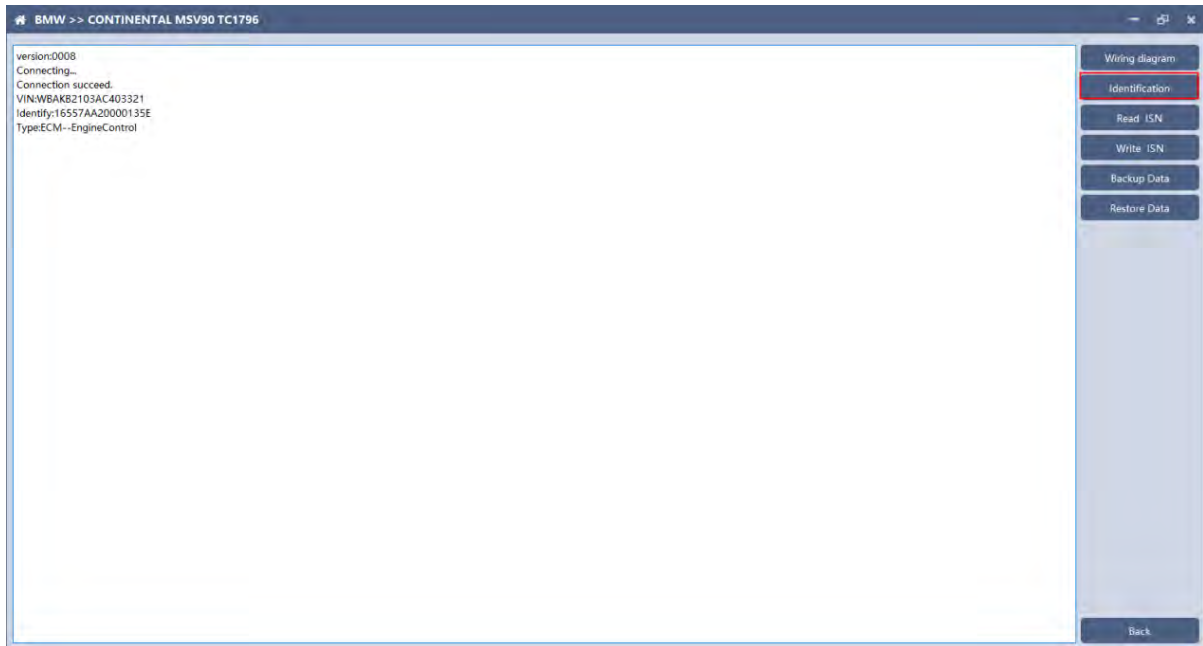 BMW >> CONTINENTAL MSV90 TC1796
version:0008
Connecting...
Connection succeed.
VIN:WBAKB2103AC403321
Identify:16557AA20000135E
Type:ECM--EngineControl
Wiring diagram
Identification
Read ISN
Write ISN
Backup Data
Restore Data
Back